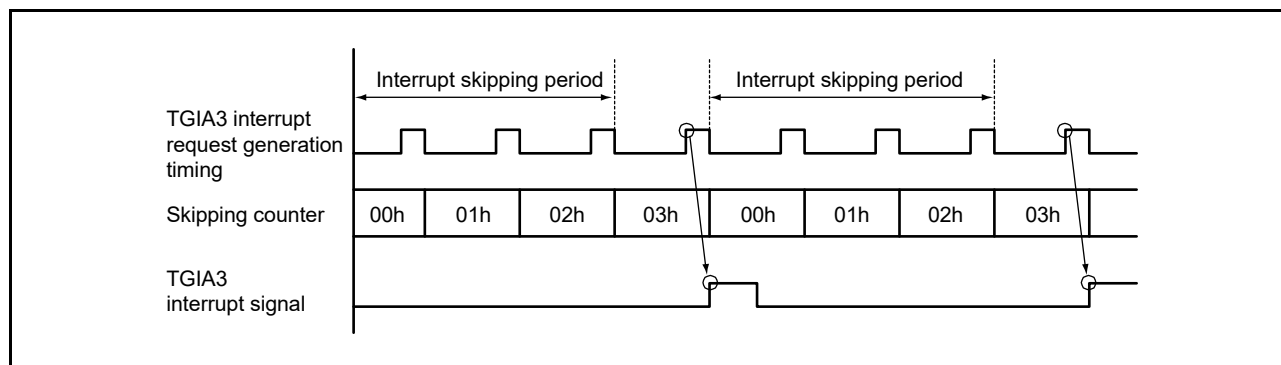 Interrupt skipping period Interrupt skipping period
TGIA3 interrupt
request generation
timing
Skipping counter 00h 01h 02h 03h 00h 01h 02h 03h
TGIA3
interrupt signal